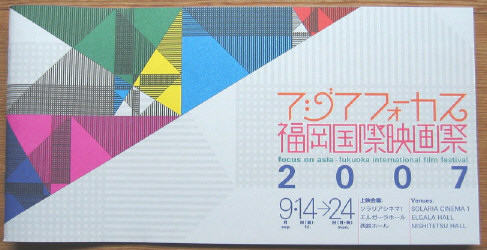 アジアフォーカス
福岡国際映画祭
focus on asia・fukuoka international film festival
2007
9:14→24
上映会場: Venues:
ソラリアシネマ1 SOLARIA CINEMA 1
エルガーラホール ELGALA HALL
西鉄ホール NISHITETSU HALL